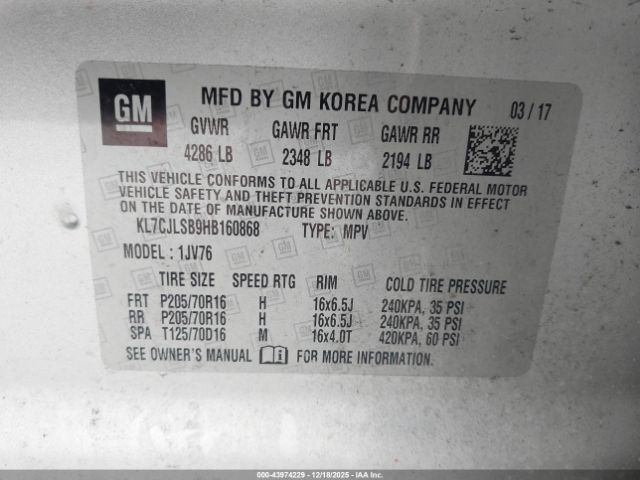 GM
MFD BY GM KOREA COMPANY 03 / 17
GVWR GAWR FRT GAWR RR
4286 LB 2348 LB 2194 LB
THIS VEHICLE CONFORMS TO ALL APPLICABLE U.S. FEDERAL MOTOR
VEHICLE SAFETY AND THEFT PREVENTION STANDARDS IN EFFECT
ON THE DATE OF MANUFACTURE SHOWN ABOVE.
KL7CJLSB9HB160868 TYPE: MPV
MODEL : 1JV76
TIRE SIZE SPEED RTG RIM COLD TIRE PRESSURE
FRT P205/70R16 H 16x6.5J 240KPA, 35 PSI
RR P205/70R16 H 16x6.5J 240KPA, 35 PSI
SPA T125/70D16 M 16x4.0T 420KPA, 60 PSI
SEE OWNER'S MANUAL FOR MORE INFORMATION
000-43974229 - 12/18/2025 - IAA Inc.